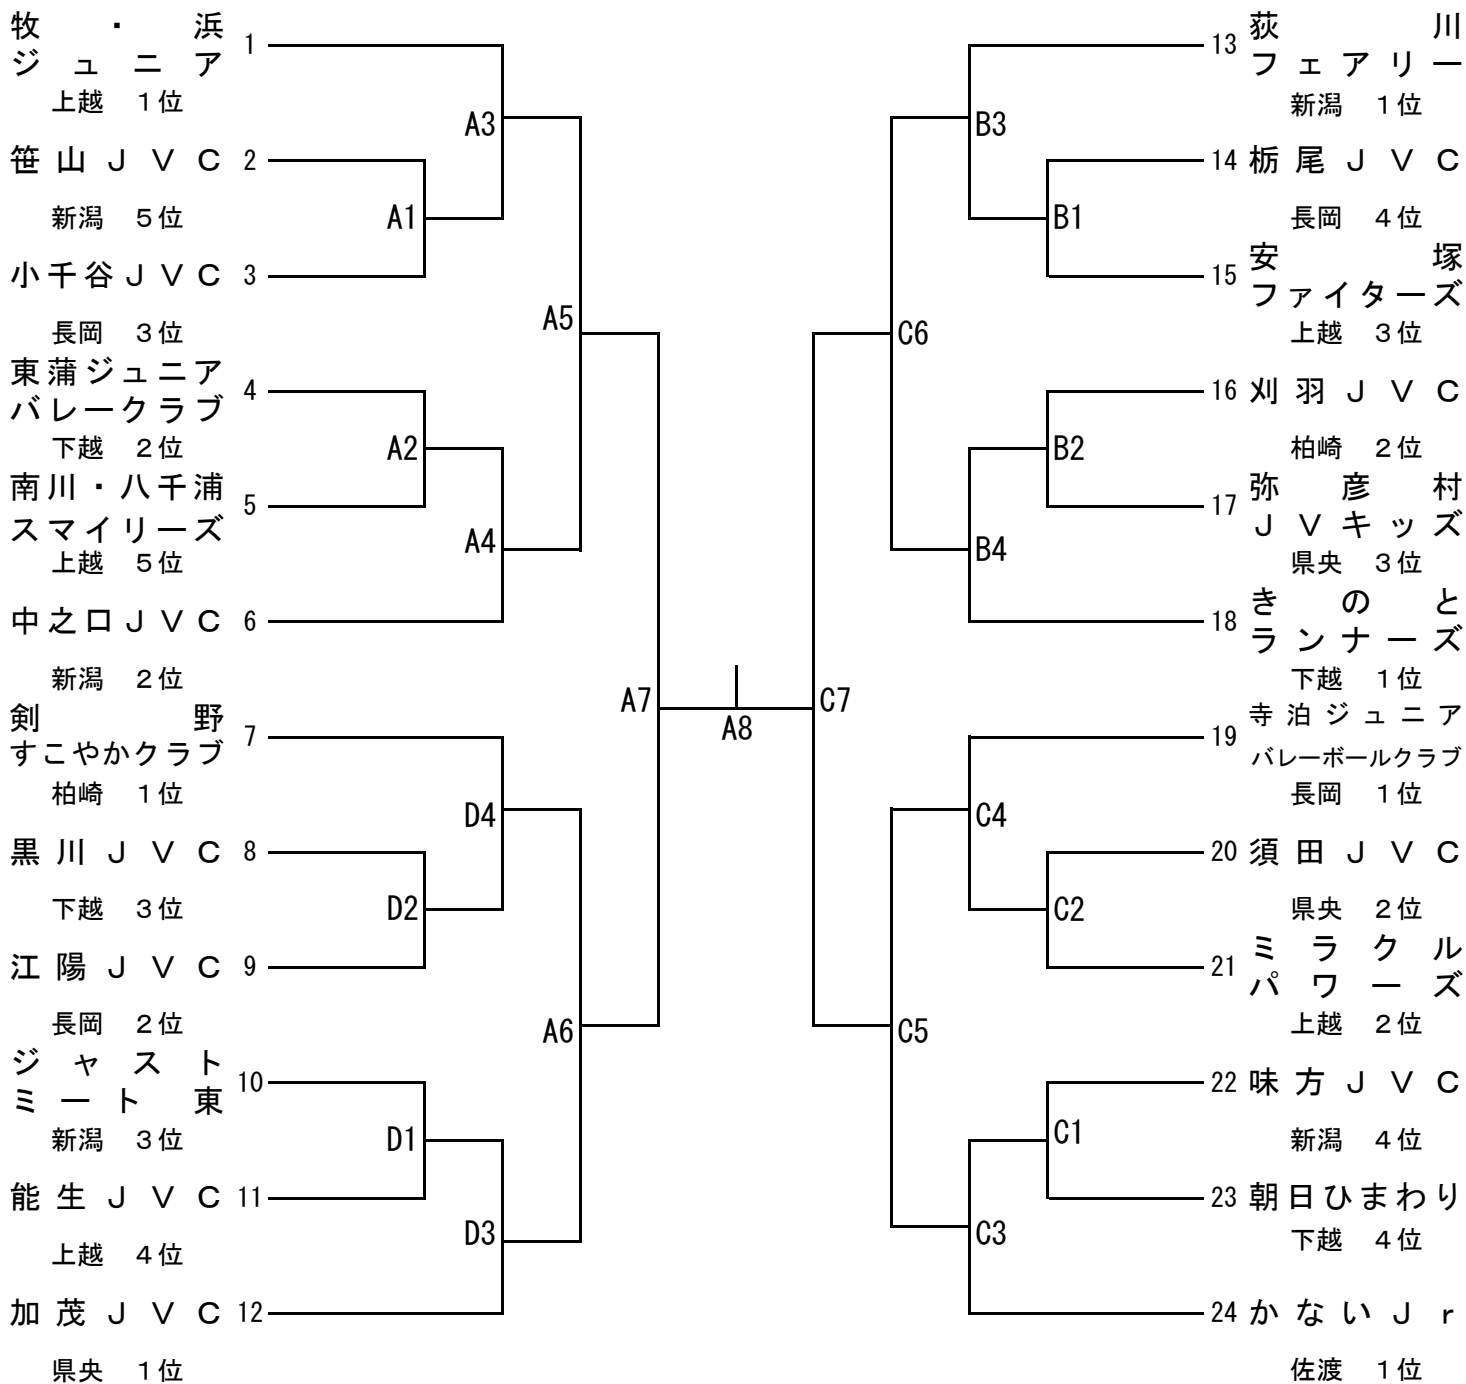 牧・浜
ジュニア
1
上越 1位
A3
笹山ＪＶＣ 2
新潟 5位
A1
小千谷ＪＶＣ 3
長岡 3位
A5
東蒲ジュニア
バレークラブ
4
下越 2位
A2
南川・八千浦
スマイリーズ
5
上越 5位
A4
中之口ＪＶＣ 6
新潟 2位
A7
剣野
すこやかクラブ
7
柏崎 1位
D4
黒川ＪＶＣ 8
下越 3位
D2
江陽ＪＶＣ 9
長岡 2位
A6
ジャスト
ミート東
10
新潟 3位
D1
能生ＪＶＣ 11
上越 4位
D3
加茂ＪＶＣ 12
県央 1位
A8
13
荻川
フェアリー
新潟 1位
B3
14 栃尾ＪＶＣ
長岡 4位
B1
15
安塚
ファイターズ
上越 3位
C6
16 刈羽ＪＶＣ
柏崎 2位
B2
17
弥彦村
ＪＶキッズ
県央 3位
B4
18
きのと
ランナーズ
下越 1位
C7
19
寺泊ジュニア
バレーボールクラブ
長岡 1位
C4
20 須田ＪＶＣ
県央 2位
C2
21
ミラクル
パワーズ
上越 2位
C5
22 味方ＪＶＣ
新潟 4位
C1
23 朝日ひまわり
下越 4位
C3
24 かないＪｒ
佐渡 1位